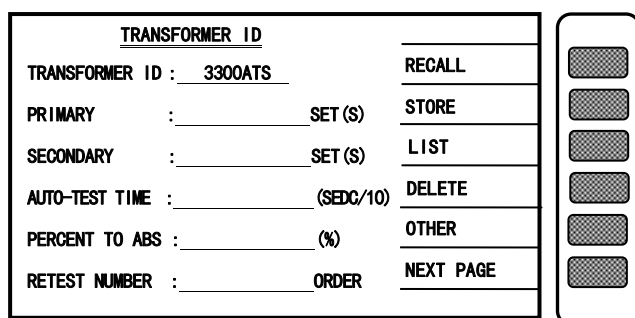 TRANSFORMER ID
TRANSFORMER ID : 3300ATS
PRIMARY : SET(S)
SECONDARY : SET(S)
AUTO-TEST TIME : (SEDC/10)
PERCENT TO ABS : (%)
RETEST NUMBER : ORDER
RECALL
STORE
LIST
DELETE
OTHER
NEXT PAGE